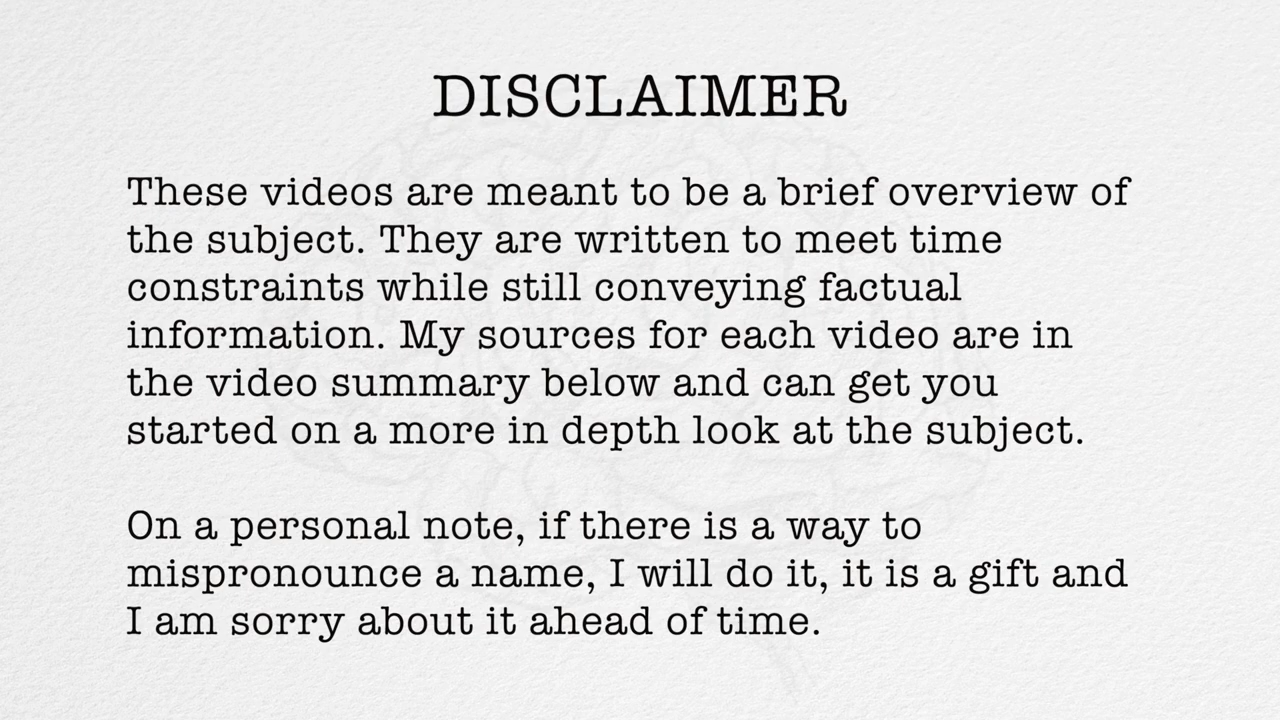 DISCLAIMER
These videos are meant to be a brief overview of
the subject. They are written to meet time
constraints while still conveying factual
information. My sources for each video are in
the video summary below and can get you
started on a more in depth look at the subject.
On a personal note, if there is a way to
mispronounce a name, I will do it, it is a gift and
I am sorry about it ahead of time.